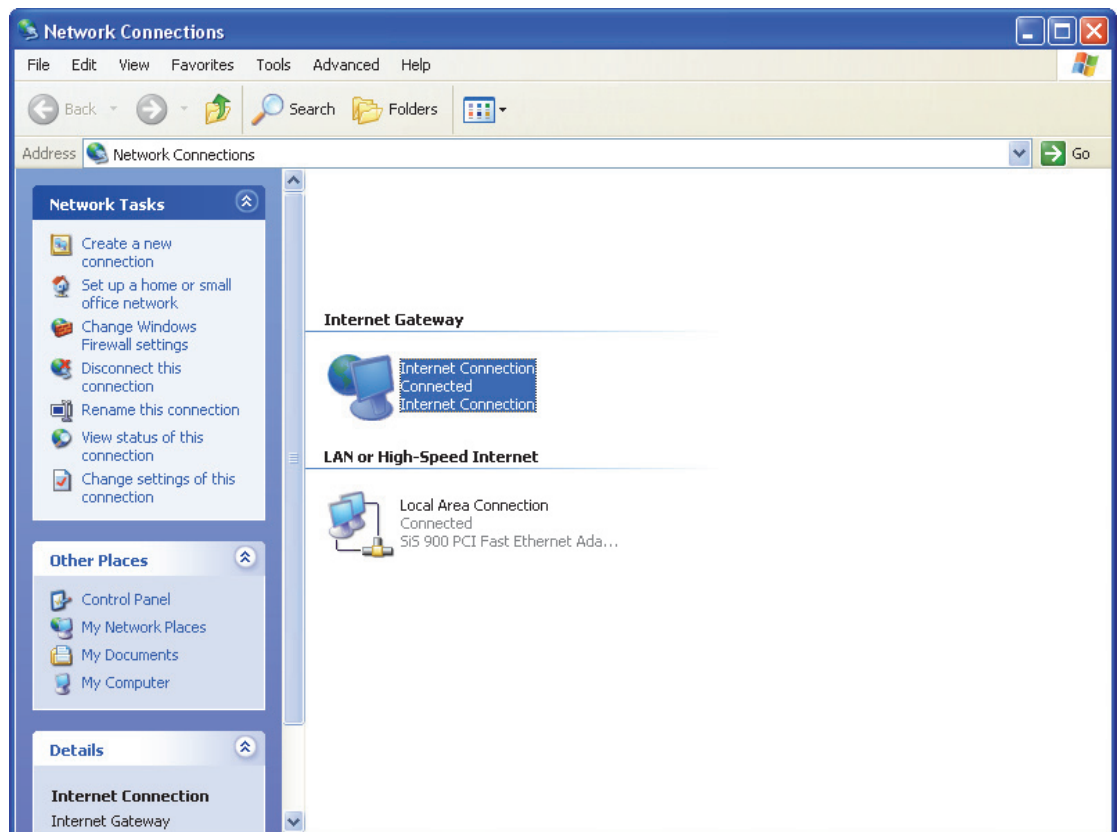 Network Connections
File Edit View Favorites Tools Advanced Help
Back Search Folders
Address Network Connections Go
Network Tasks
Create a new
connection
Set up a home or small
office network
Change Windows
Firewall settings
Disconnect this
connection
Rename this connection
View status of this
connection
Change settings of this
connection
Other Places
Control Panel
My Network Places
My Documents
My Computer
Details
Internet Connection
Internet Gateway
Internet Gateway
Internet Connection
Connected
Internet Connection
LAN or High-Speed Internet
Local Area Connection
Connected
SiS 900 PCI Fast Ethernet Ada...